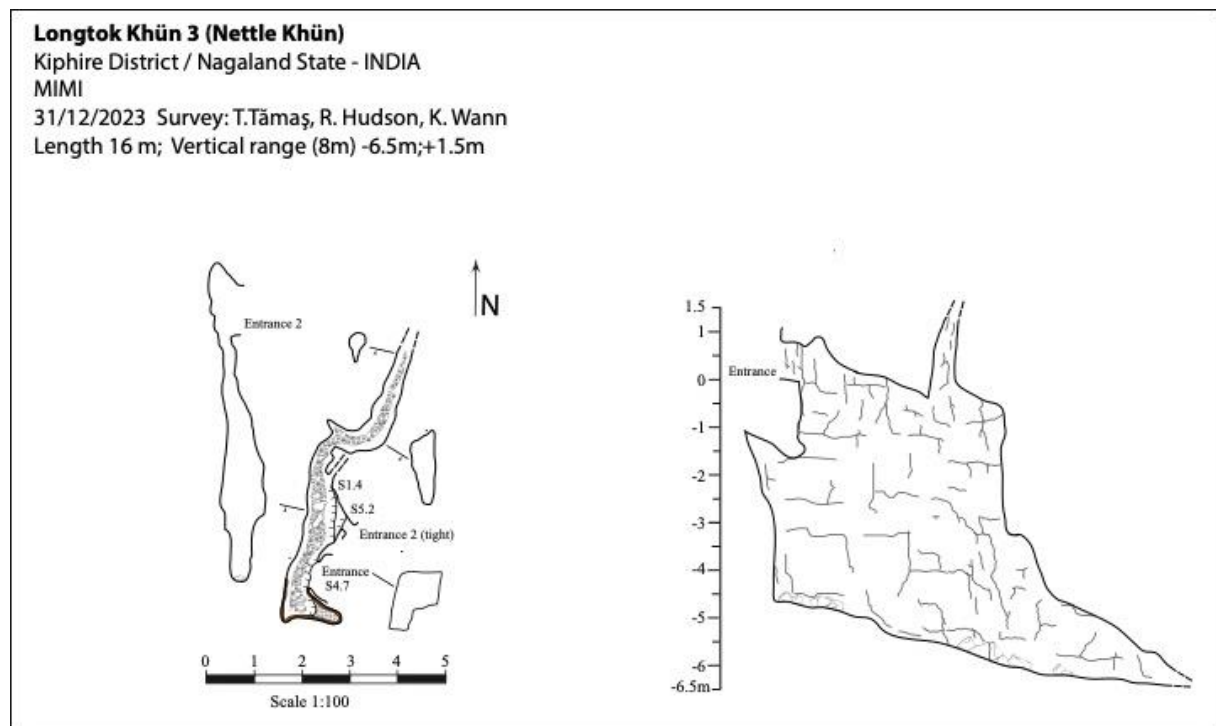 Longtok Khün 3 (Nettle Khün)
Kiphire District / Nagaland State - INDIA
MIMI
31/12/2023 Survey: T.Tămaş, R. Hudson, K. Wann
Length 16 m; Vertical range (8m) -6.5m;+1.5m
Entrance 2
N
S1.4
S5.2
Entrance 2 (tight)
Entrance
S4.7
0 1 2 3 4 5
Scale 1:100
1.5
1
Entrance
0
-1
-2
-3
-4
-5
-6
-6.5m